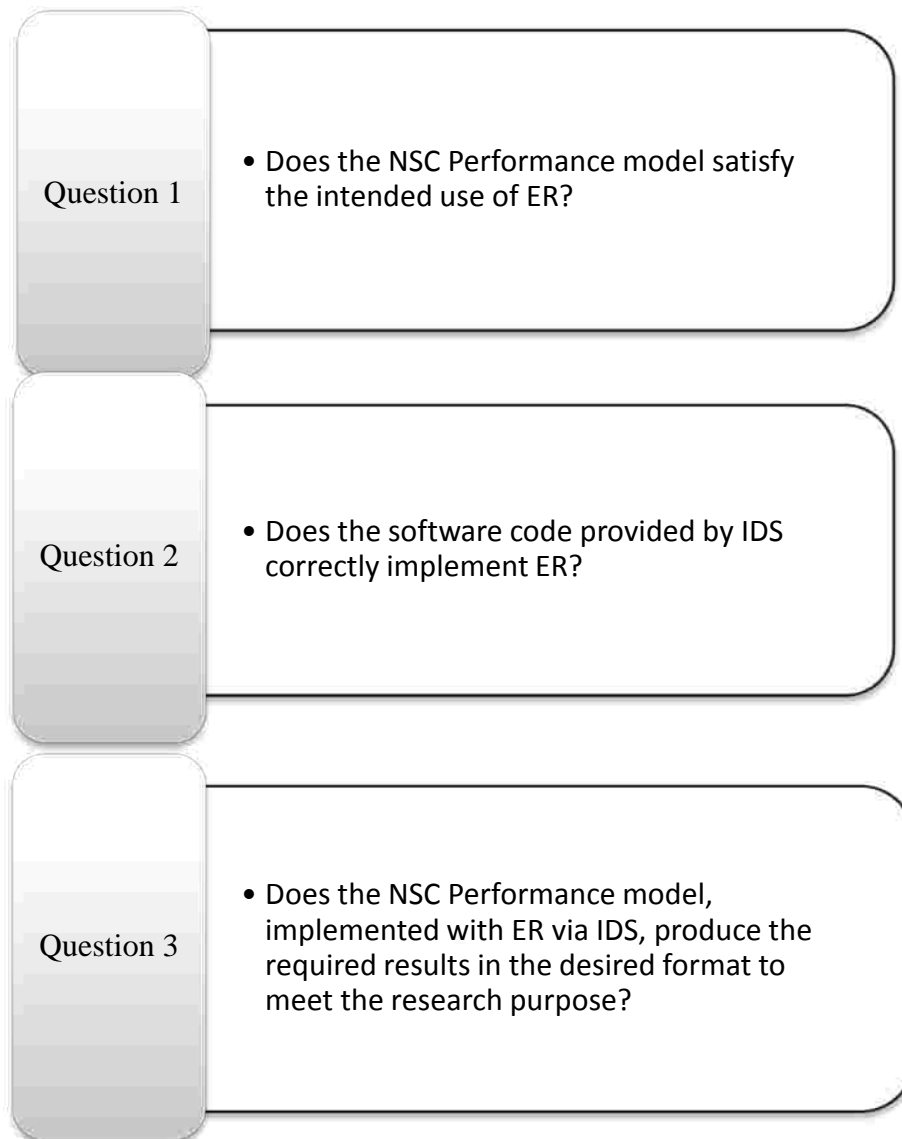 Question 1
• Does the NSC Performance model satisfy
the intended use of ER?
Question 2
• Does the software code provided by IDS
correctly implement ER?
Question 3
• Does the NSC Performance model,
implemented with ER via IDS, produce the
required results in the desired format to
meet the research purpose?